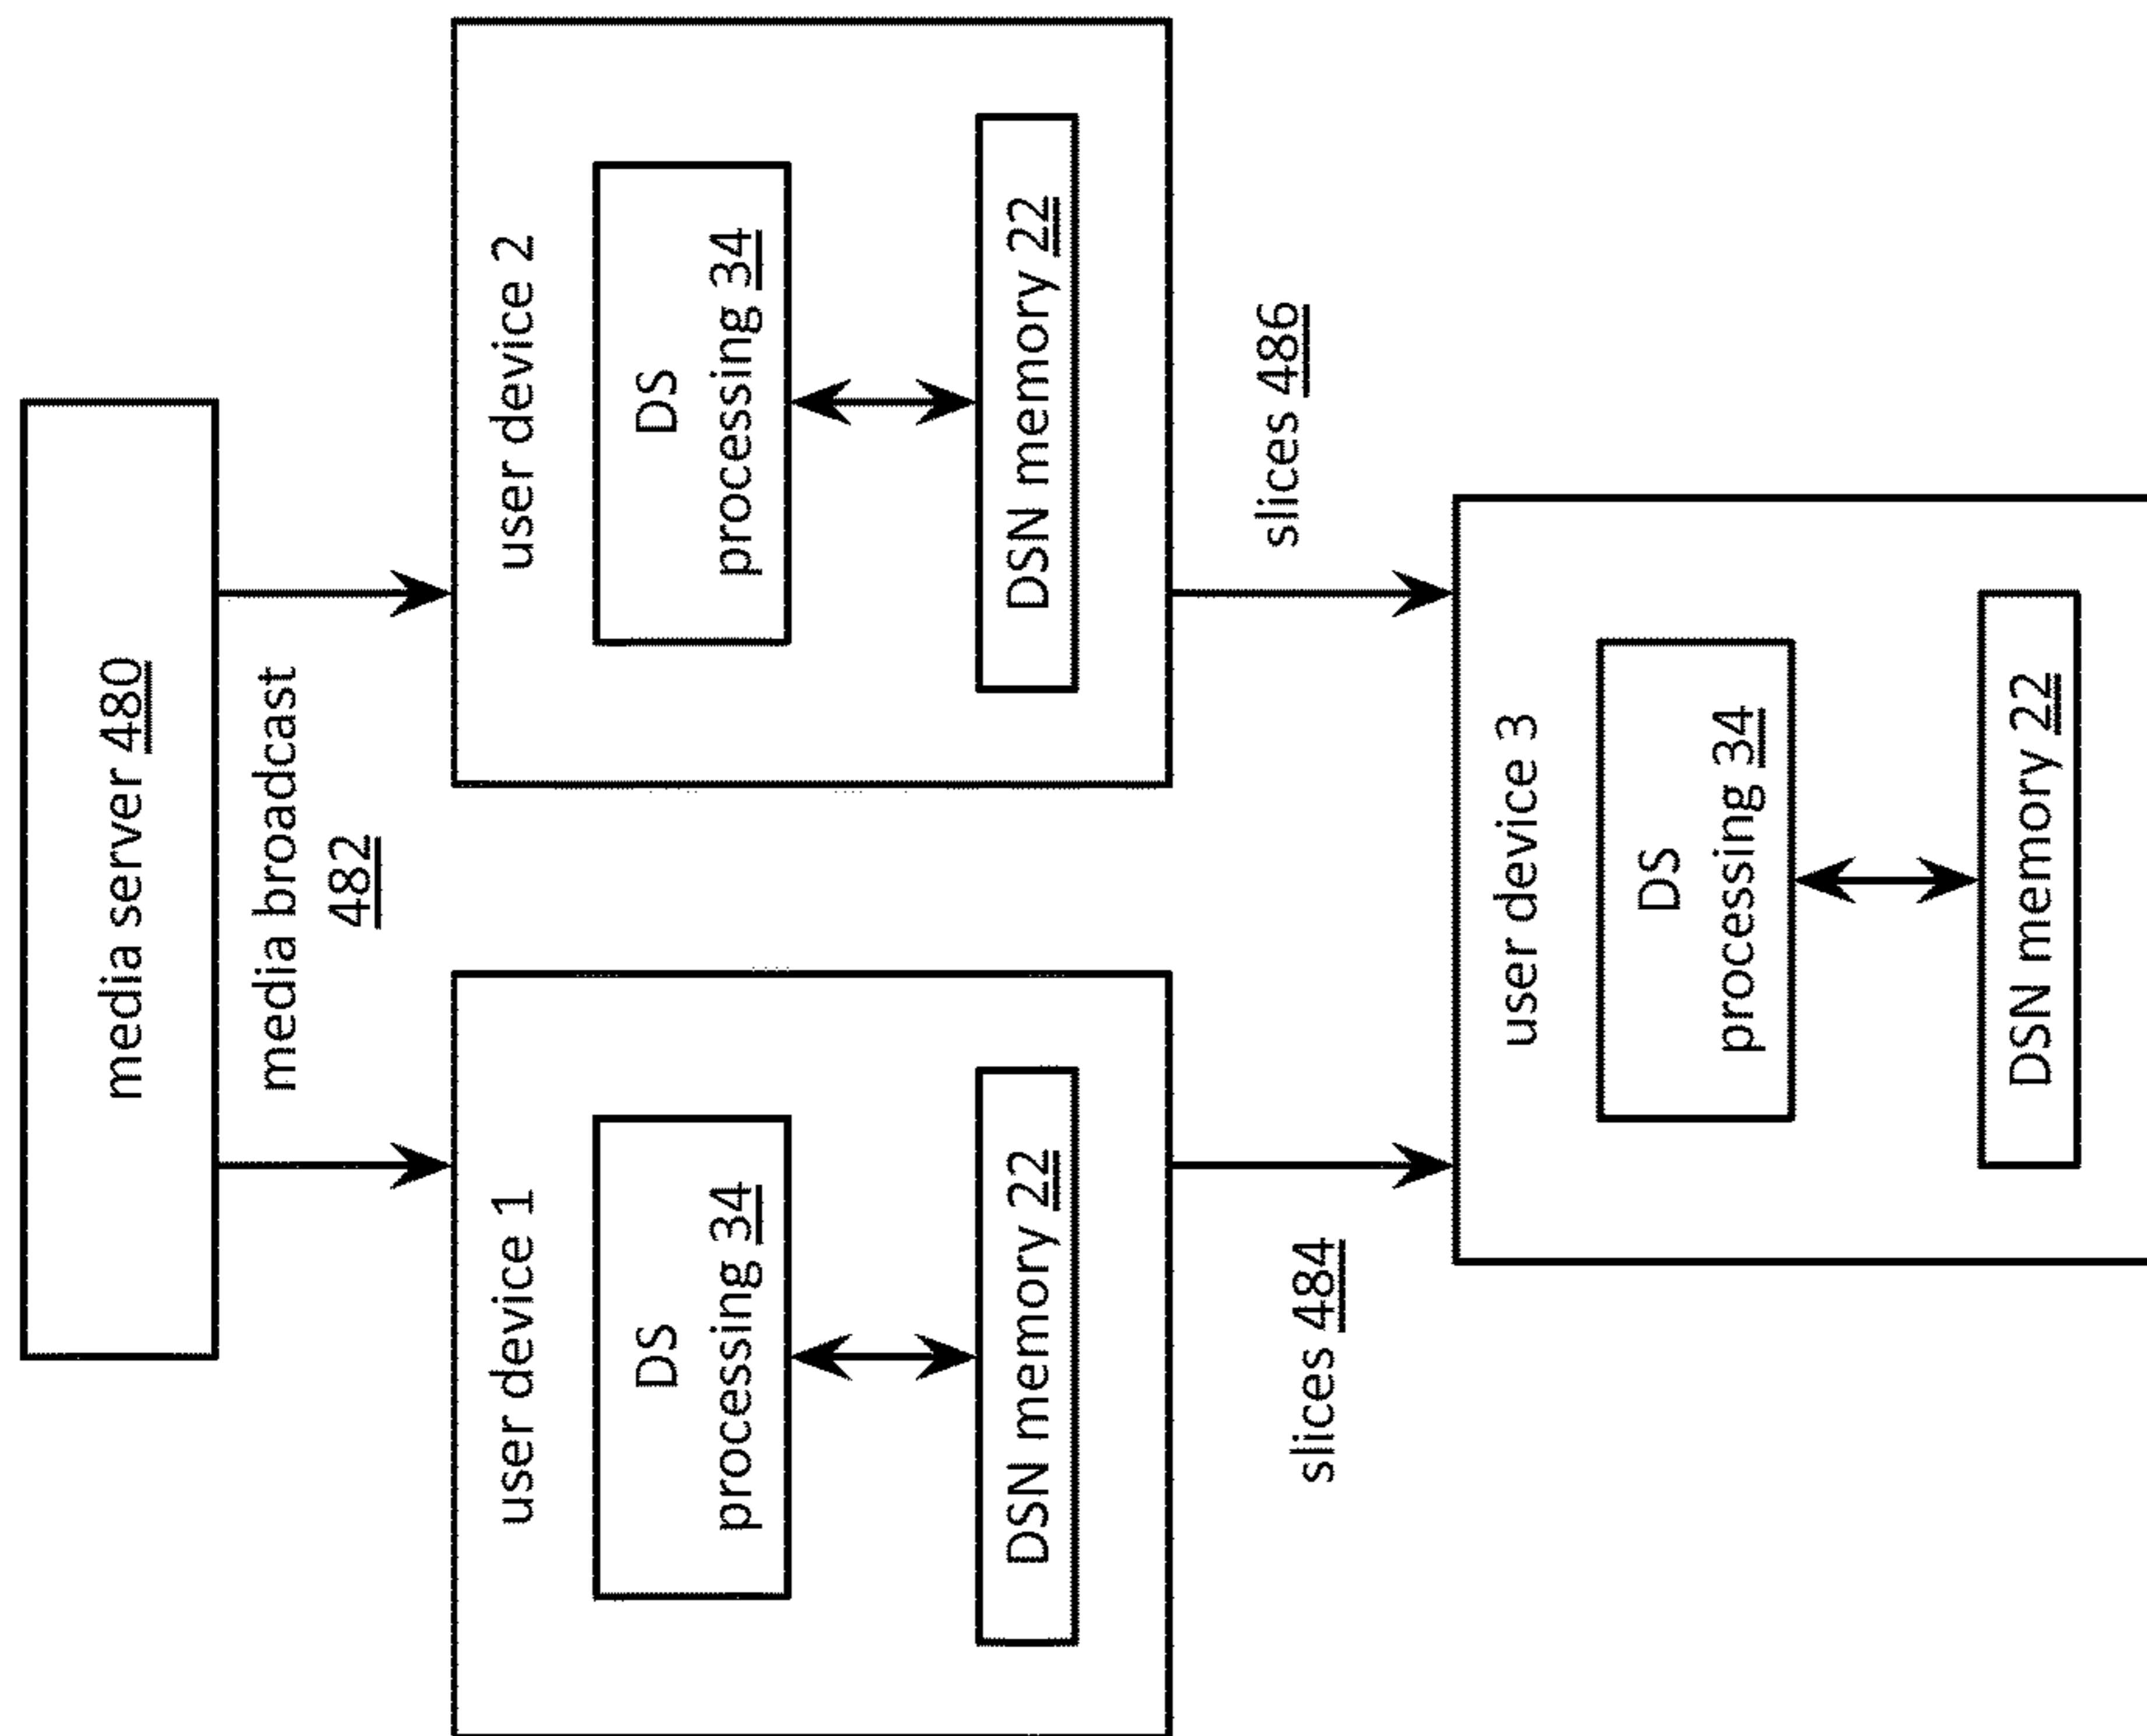 media server 480
media broadcast
482
user device 1
DS
processing 34
DSN memory 22
user device 2
DS
processing 34
DSN memory 22
slices 484
slices 486
user device 3
DS
processing 34
DSN memory 22